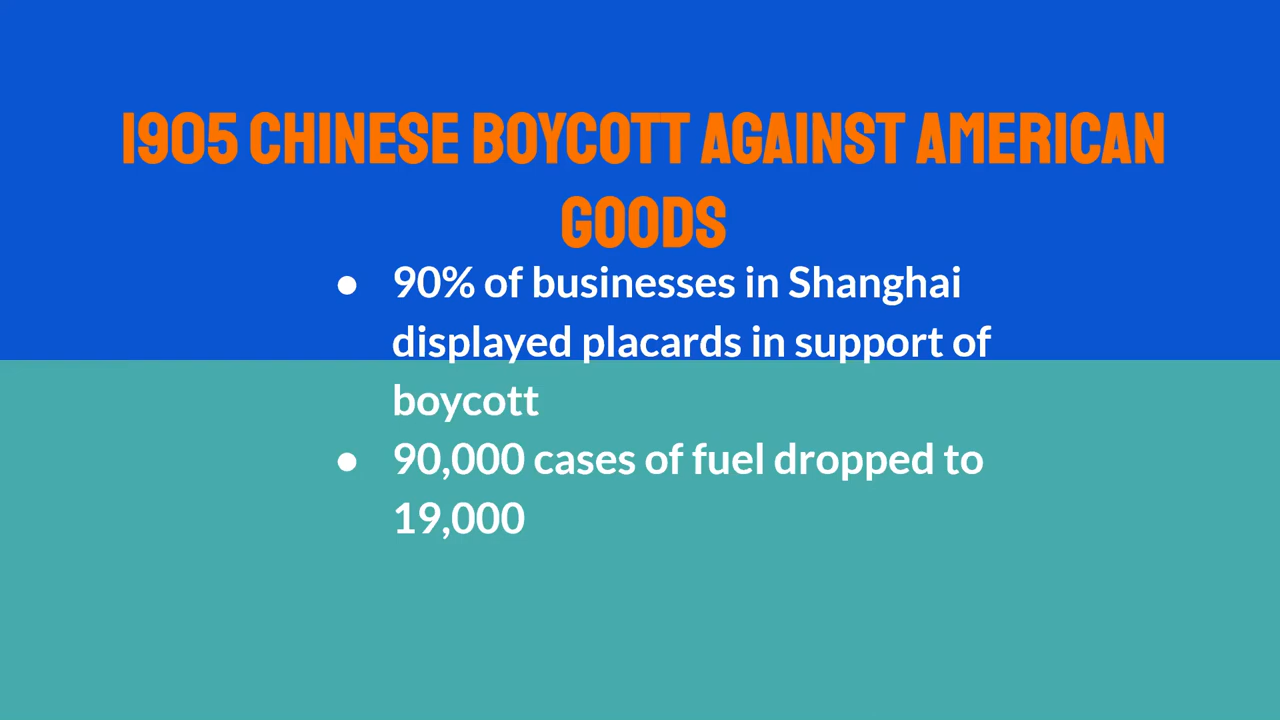 1905 CHINESE BOYCOTT AGAINST AMERICAN
GOODS
● 90% of businesses in Shanghai
displayed placards in support of
boycott
● 90,000 cases of fuel dropped to
19,000